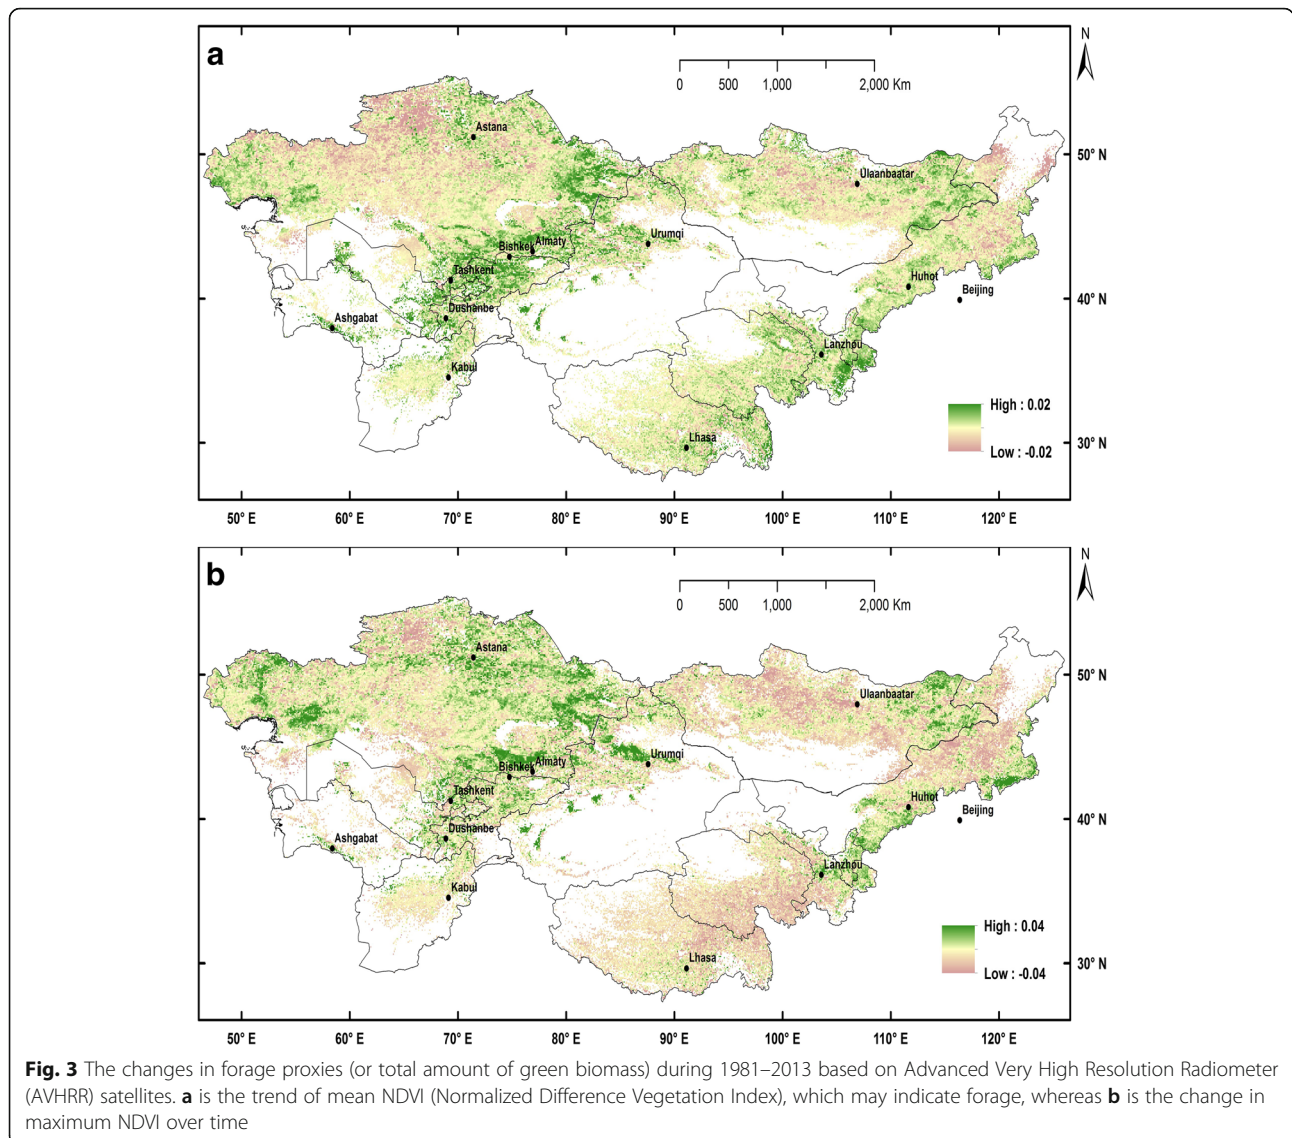 a
N
0 500 1,000 2,000 Km
Astana
50° N
Ulaanbaatar
Urumqi
Bishkek Almaty
Tashkent
Huhot
Beijing
40° N
Dushanbe
Ashgabat
Lanzhou
Kabul
High : 0.02
Lhasa
30° N
Low : -0.02
50° E 60° E 70° E 80° E 90° E 100° E 110° E 120° E
b
N
0 500 1,000 2,000 Km
Astana
50° N
Ulaanbaatar
Urumqi
Bishkek Almaty
Tashkent
Huhot
Beijing
40° N
Dushanbe
Ashgabat
Lanzhou
Kabul
High : 0.04
Lhasa
30° N
Low : -0.04
50° E 60° E 70° E 80° E 90° E 100° E 110° E 120° E
Fig. 3 The changes in forage proxies (or total amount of green biomass) during 1981–2013 based on Advanced Very High Resolution Radiometer
(AVHRR) satellites. a is the trend of mean NDVI (Normalized Difference Vegetation Index), which may indicate forage, whereas b is the change in
maximum NDVI over time